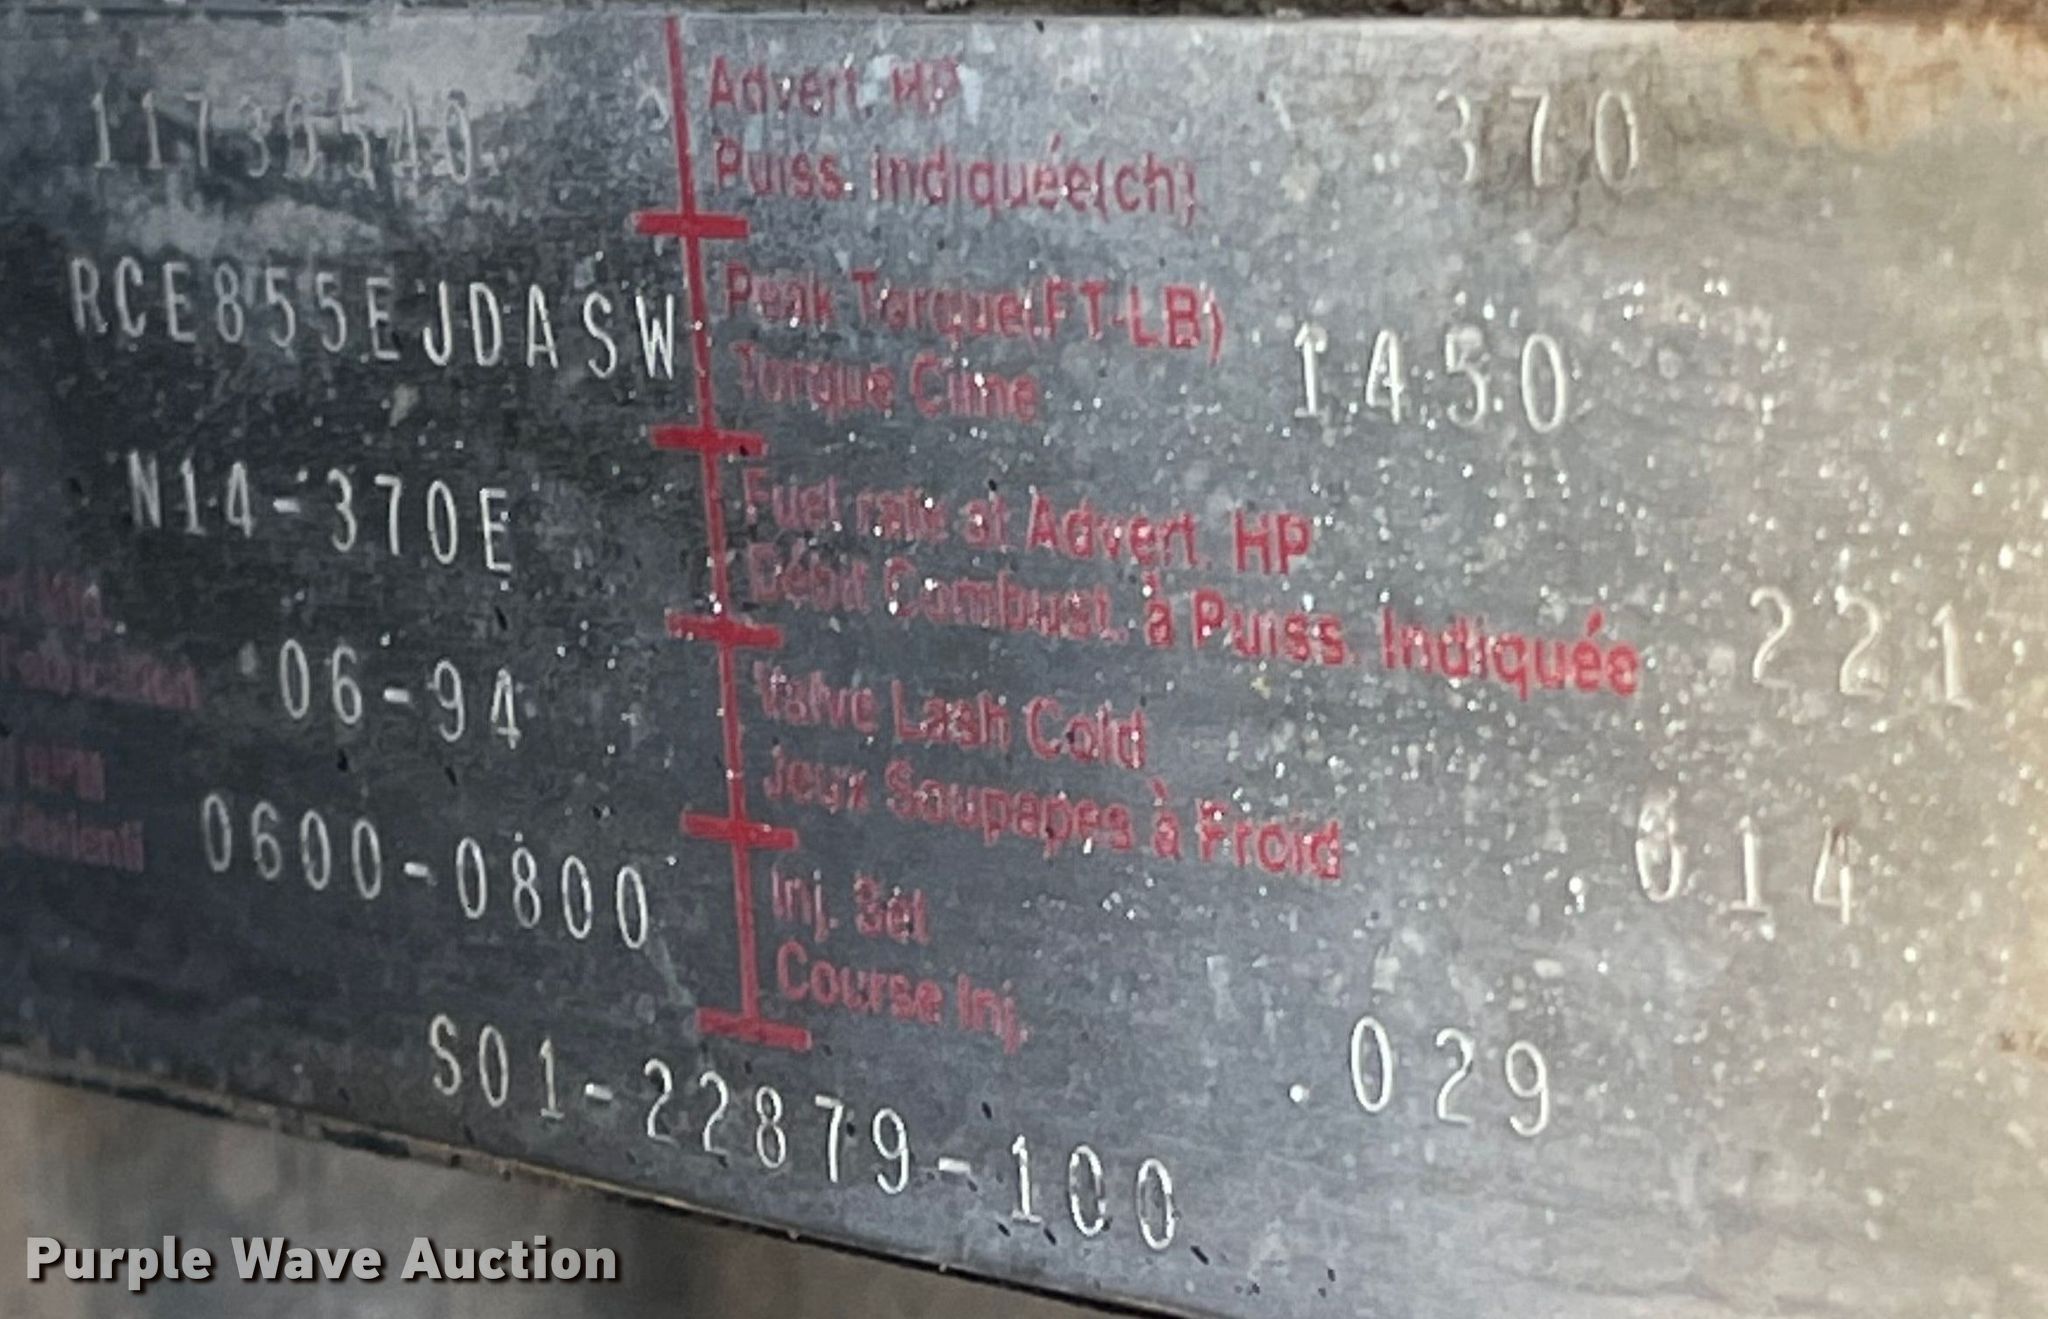 Advert. HP
370
Puiss. Indiquée(ch)
RCE855EJDASW
Peak Torque(FT-LB)
1450
Torque Cime
N14-370E
Fuel rate at Advert. HP
Débit Combust. à Puiss. Indiquée
221
06-94
Valve Lash Cold
Jeux Soupapes à Froid
.014
RPM
0600-0800
Inj. Set
Course Inj.
.029
S01-22879-100
Purple Wave Auction